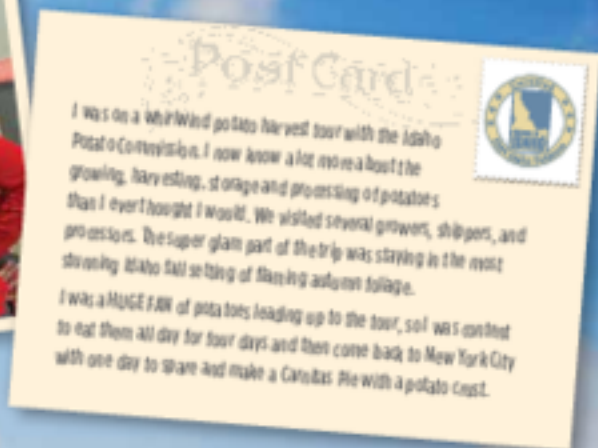 Post Card
I was on a whirlwind potato harvest tour with the Idaho
Potato Commission. I now know a lot more about the
growing, harvesting, storage and processing of potatoes
than I ever thought I would. We visited several growers, shippers, and
processors. The super glam part of the trip was staying in the most
stunning Idaho fall setting of flaming autumn foliage.
I was a HUGE FAN of potatoes leading up to the tour, so I was content
to eat them all day for four days and then come back to New York City
with one day to spare and make a Carnitas Pie with a potato crust.